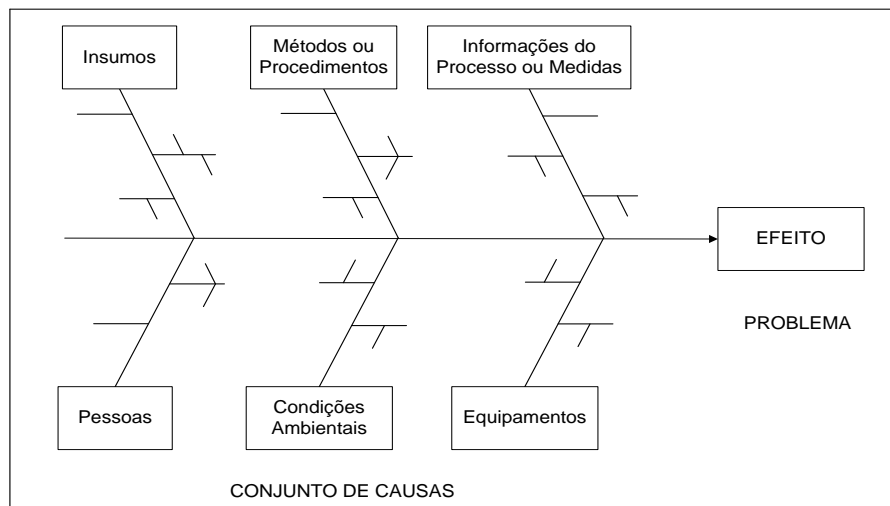 Insumos
Métodos ou
Procedimentos
Informações do
Processo ou Medidas
EFEITO
PROBLEMA
Pessoas
Condições
Ambientais
Equipamentos
CONJUNTO DE CAUSAS